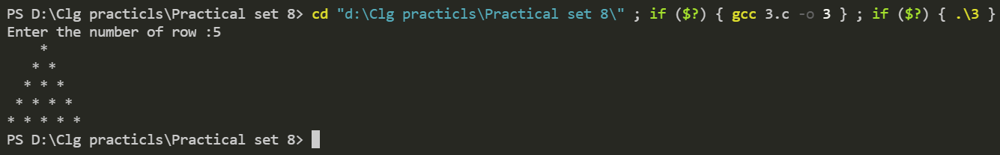 PS D:\Clg practicls\Practical set 8> cd "d:\Clg practicls\Practical set 8\" ; if ($?) { gcc 3.c -o 3 } ; if ($?) { .\3 }
Enter the number of row :5
    *
   * *
  * * *
 * * * *
* * * * *
PS D:\Clg practicls\Practical set 8>